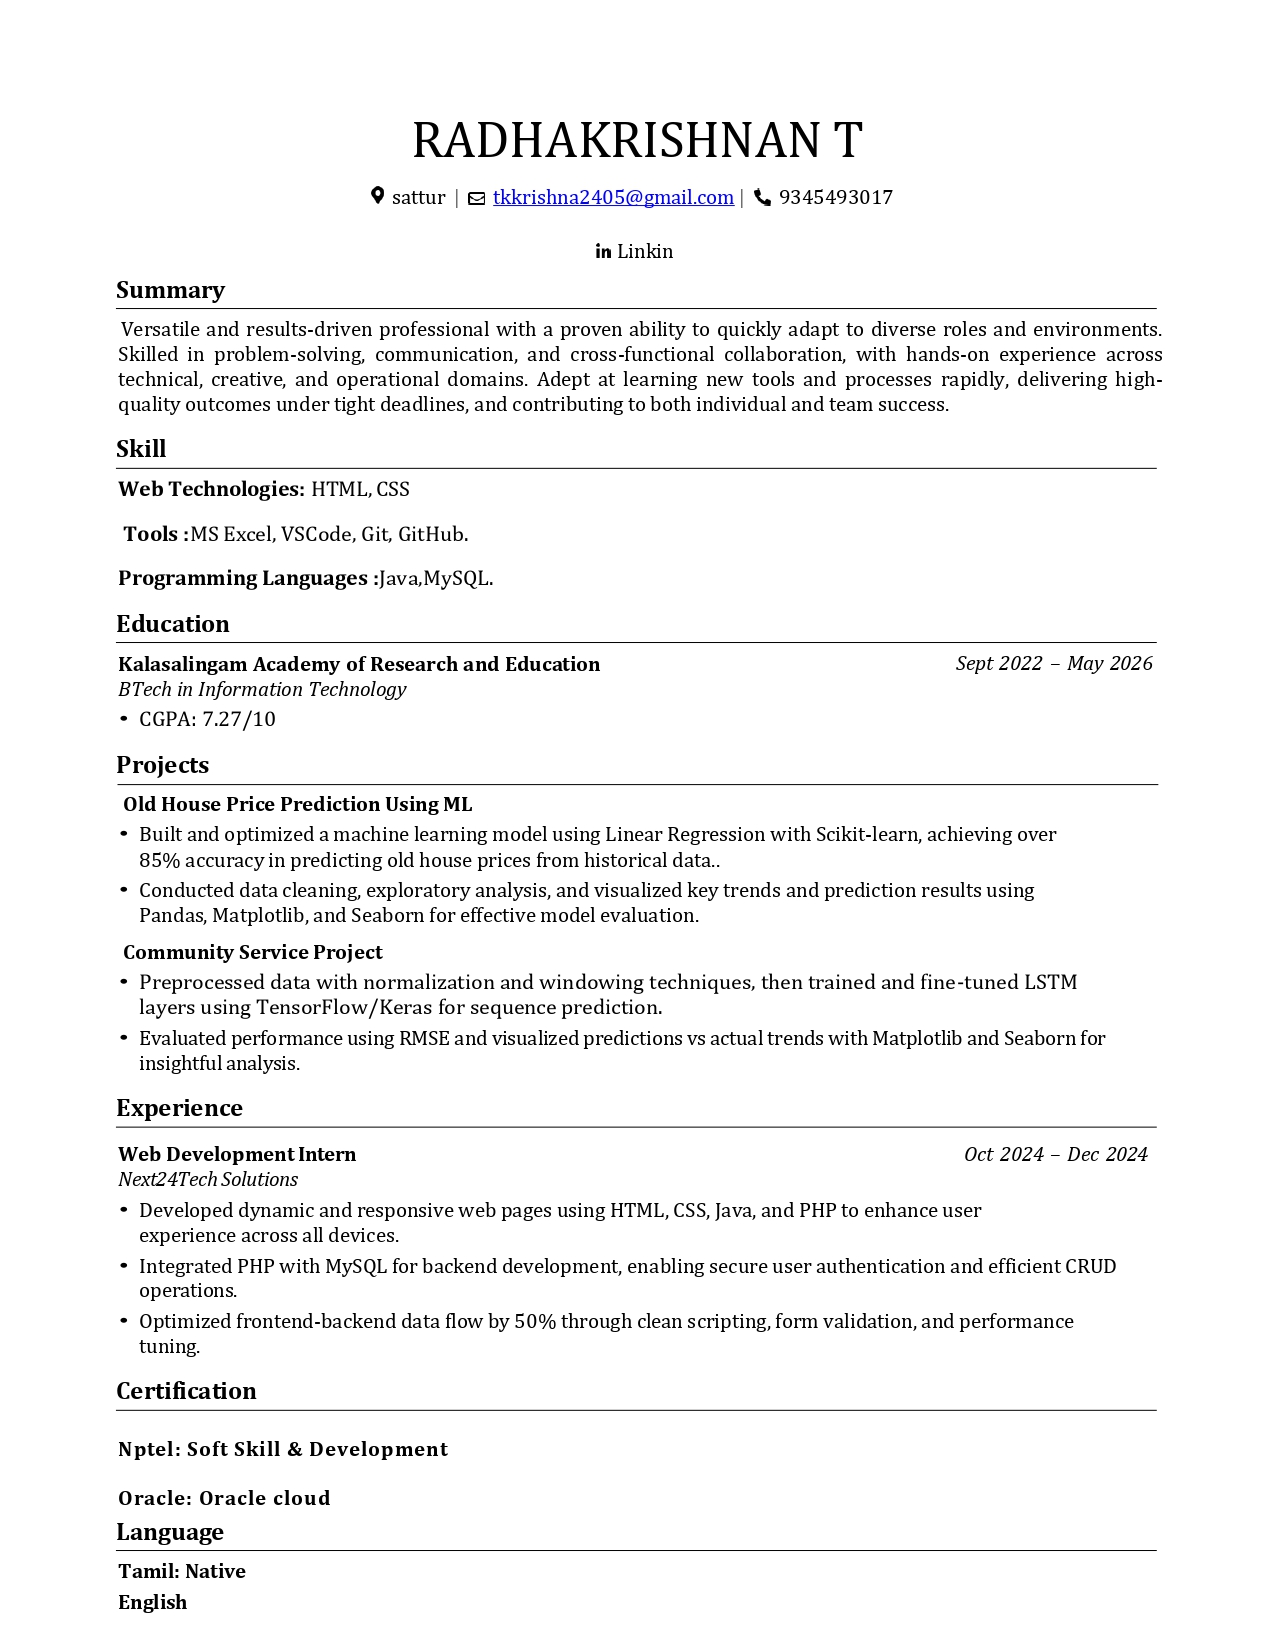 RADHAKRISHNAN T
sattur | tkkrishna2405@gmail.com | 9345493017
in Linkin
Summary
Versatile and results-driven professional with a proven ability to quickly adapt to diverse roles and environments.
Skilled in problem-solving, communication, and cross-functional collaboration, with hands-on experience across
technical, creative, and operational domains. Adept at learning new tools and processes rapidly, delivering high-
quality outcomes under tight deadlines, and contributing to both individual and team success.
Skill
Web Technologies: HTML, CSS
Tools :MS Excel, VSCode, Git, GitHub.
Programming Languages :Java,MySQL.
Education
Kalasalingam Academy of Research and Education Sept 2022 – May 2026
BTech in Information Technology
• CGPA: 7.27/10
Projects
Old House Price Prediction Using ML
• Built and optimized a machine learning model using Linear Regression with Scikit-learn, achieving over
85% accuracy in predicting old house prices from historical data..
• Conducted data cleaning, exploratory analysis, and visualized key trends and prediction results using
Pandas, Matplotlib, and Seaborn for effective model evaluation.
Community Service Project
• Preprocessed data with normalization and windowing techniques, then trained and fine-tuned LSTM
layers using TensorFlow/Keras for sequence prediction.
• Evaluated performance using RMSE and visualized predictions vs actual trends with Matplotlib and Seaborn for
insightful analysis.
Experience
Web Development Intern Oct 2024 – Dec 2024
Next24Tech Solutions
• Developed dynamic and responsive web pages using HTML, CSS, Java, and PHP to enhance user
experience across all devices.
• Integrated PHP with MySQL for backend development, enabling secure user authentication and efficient CRUD
operations.
• Optimized frontend-backend data flow by 50% through clean scripting, form validation, and performance
tuning.
Certification
Nptel: Soft Skill & Development
Oracle: Oracle cloud
Language
Tamil: Native
English